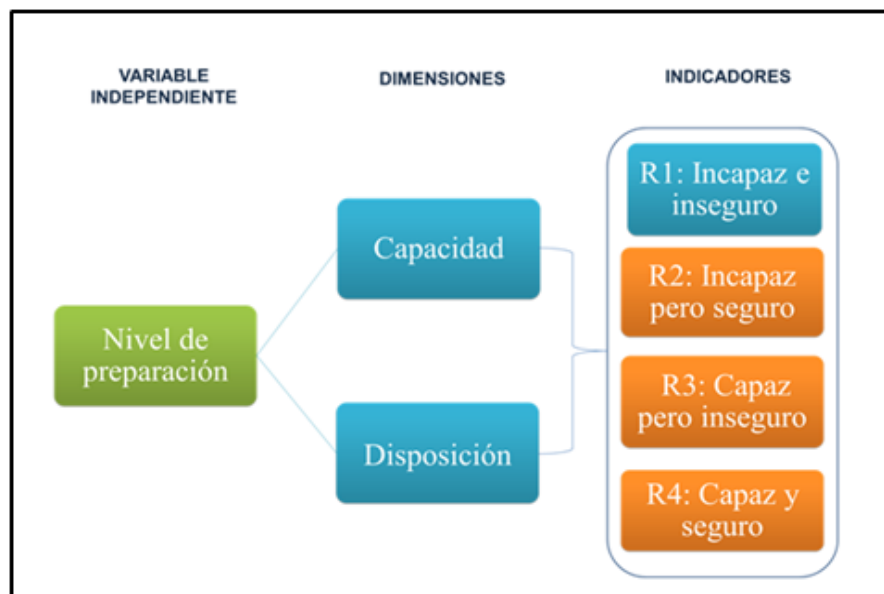 VARIABLE
INDEPENDIENTE
DIMENSIONES
INDICADORES
Nivel de
preparación
Capacidad
Disposición
R1: Incapaz e
inseguro
R2: Incapaz
pero seguro
R3: Capaz
pero inseguro
R4: Capaz y
seguro